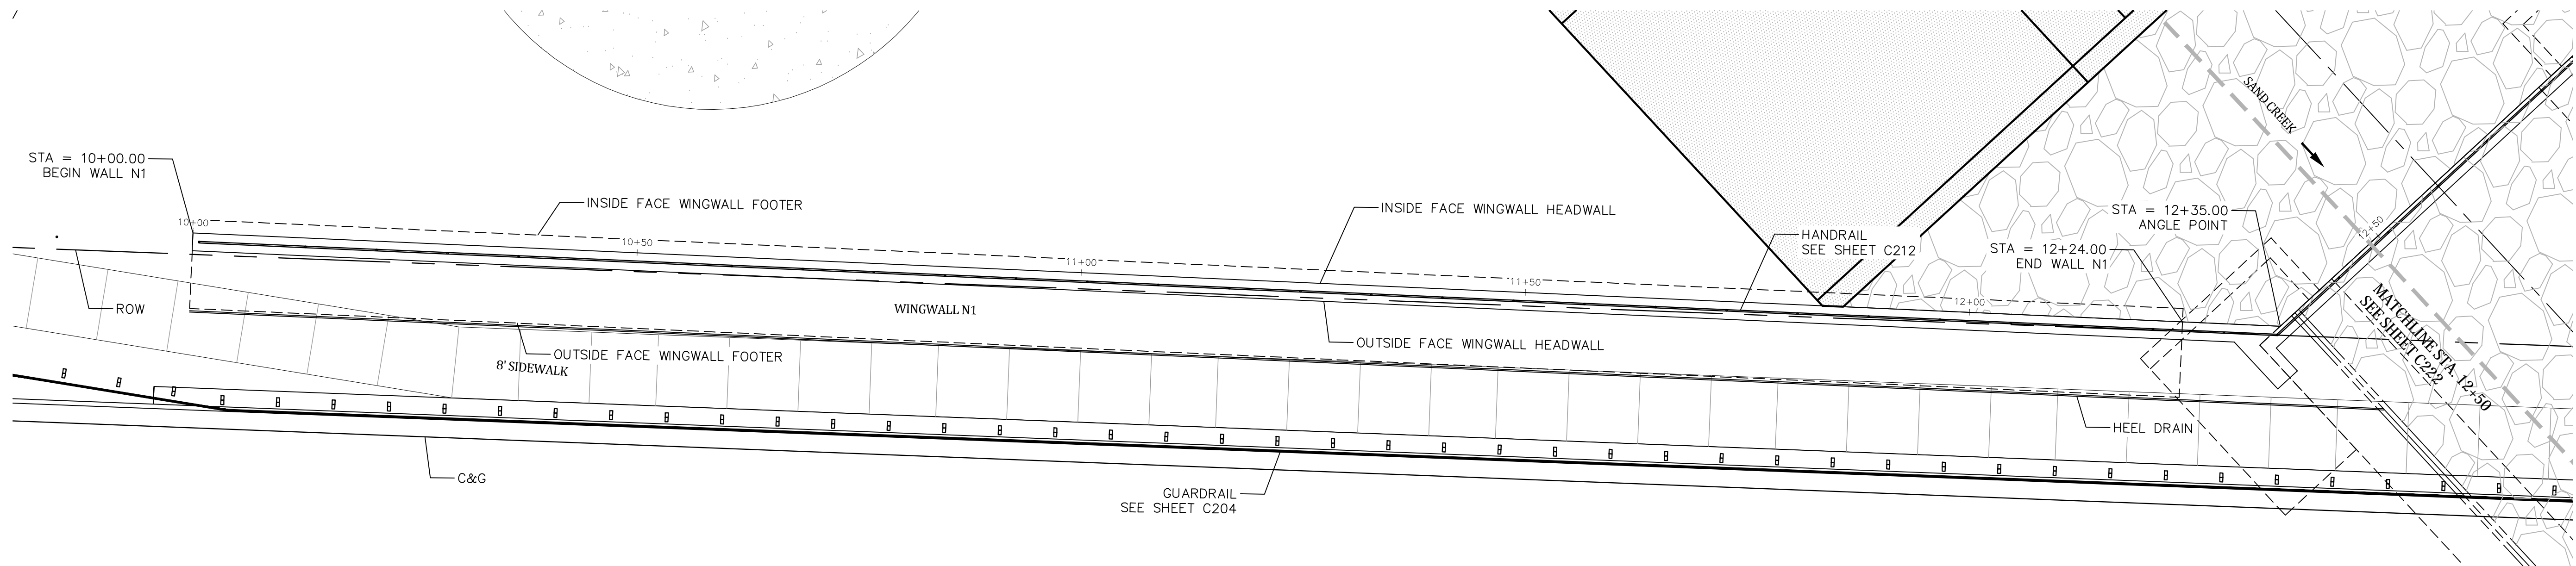 STA = 10+00.00
BEGIN WALL N1
10+00
ROW
INSIDE FACE WINGWALL FOOTER
10+50
OUTSIDE FACE WINGWALL FOOTER
8' SIDEWALK
C&G
WINGWALL N1
11+00
INSIDE FACE WINGWALL HEADWALL
OUTSIDE FACE WINGWALL HEADWALL
GUARDRAIL
SEE SHEET C204
11+50
HANDRAIL
SEE SHEET C212
12+00
STA = 12+24.00
END WALL N1
STA = 12+35.00
ANGLE POINT
HEEL DRAIN
SAND CREEK
12+50
MATCHLINE STA. 12+50
SEE SHEET C222